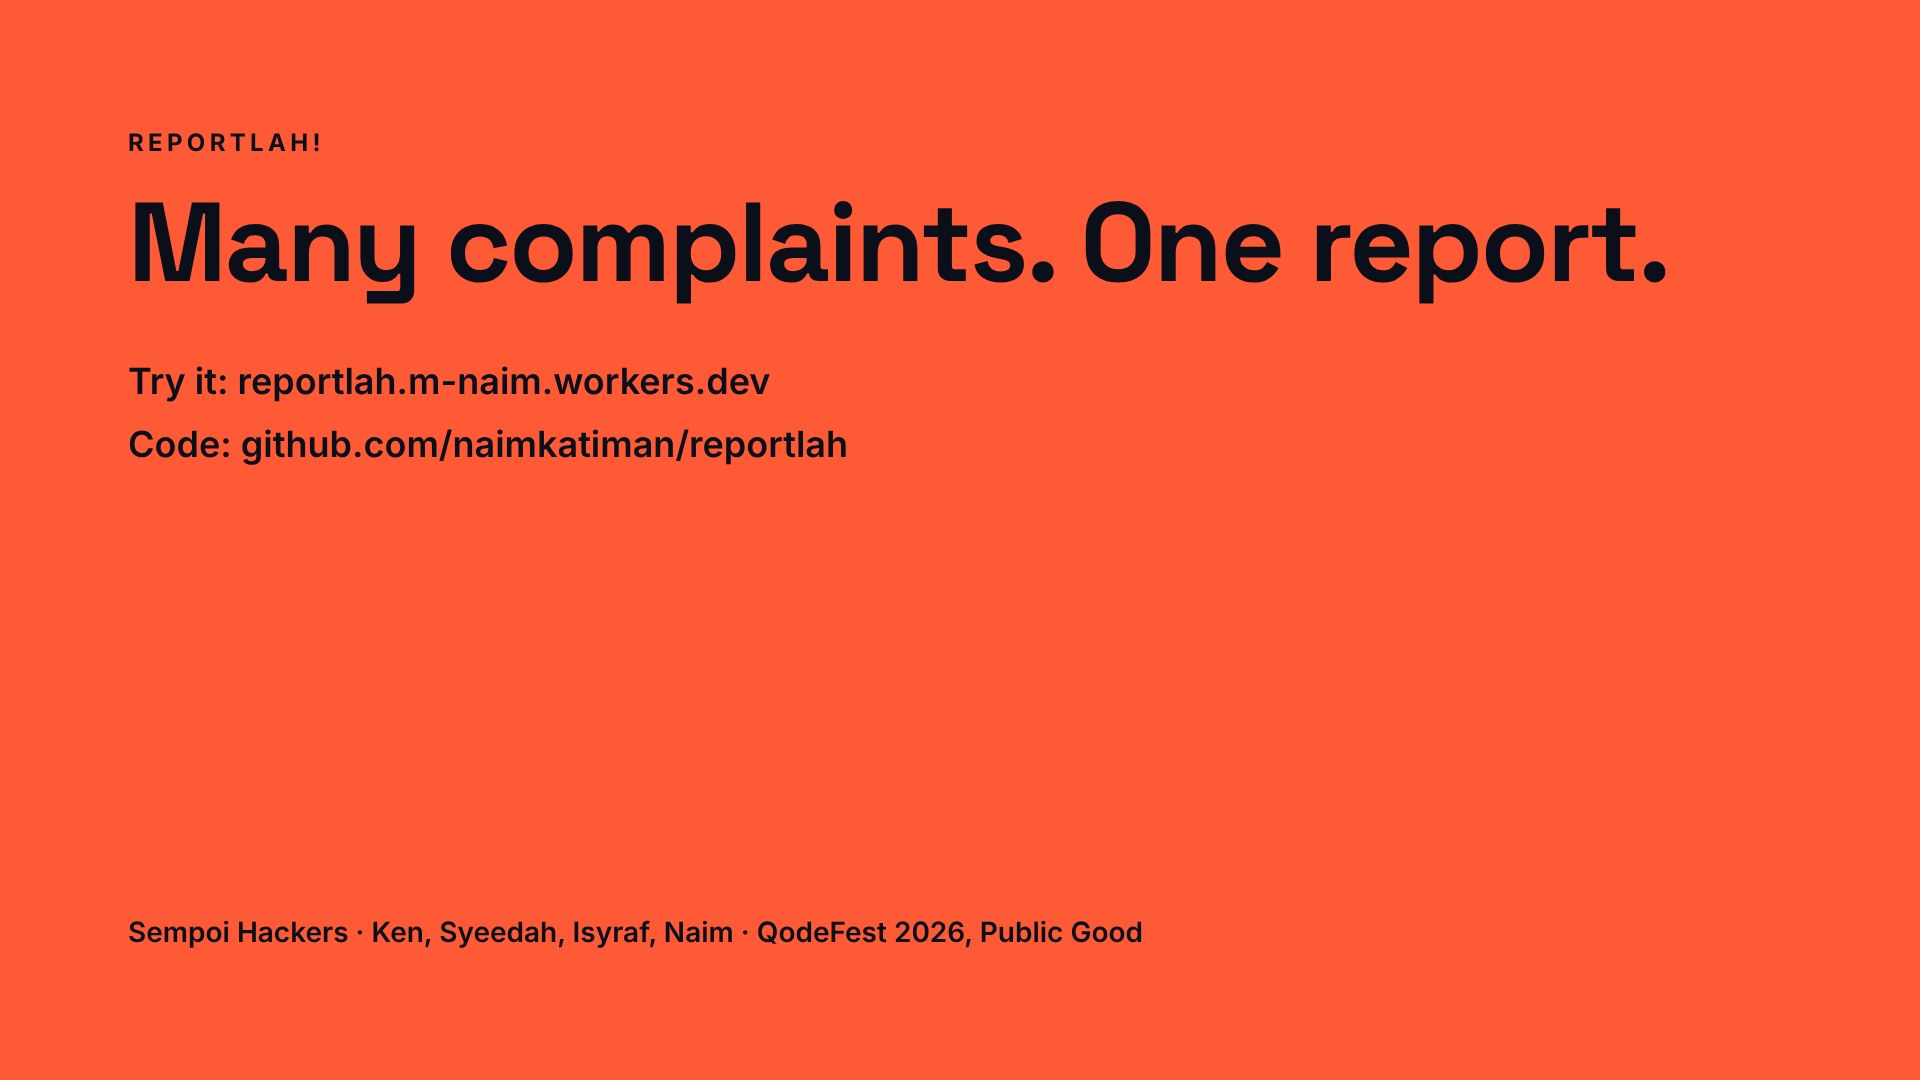 REPORTLAH!
Many complaints. One report.
Try it: reportlah.m-naim.workers.dev
Code: github.com/naimkatiman/reportlah
Sempoi Hackers · Ken, Syeedah, Isyraf, Naim · QodeFest 2026, Public Good